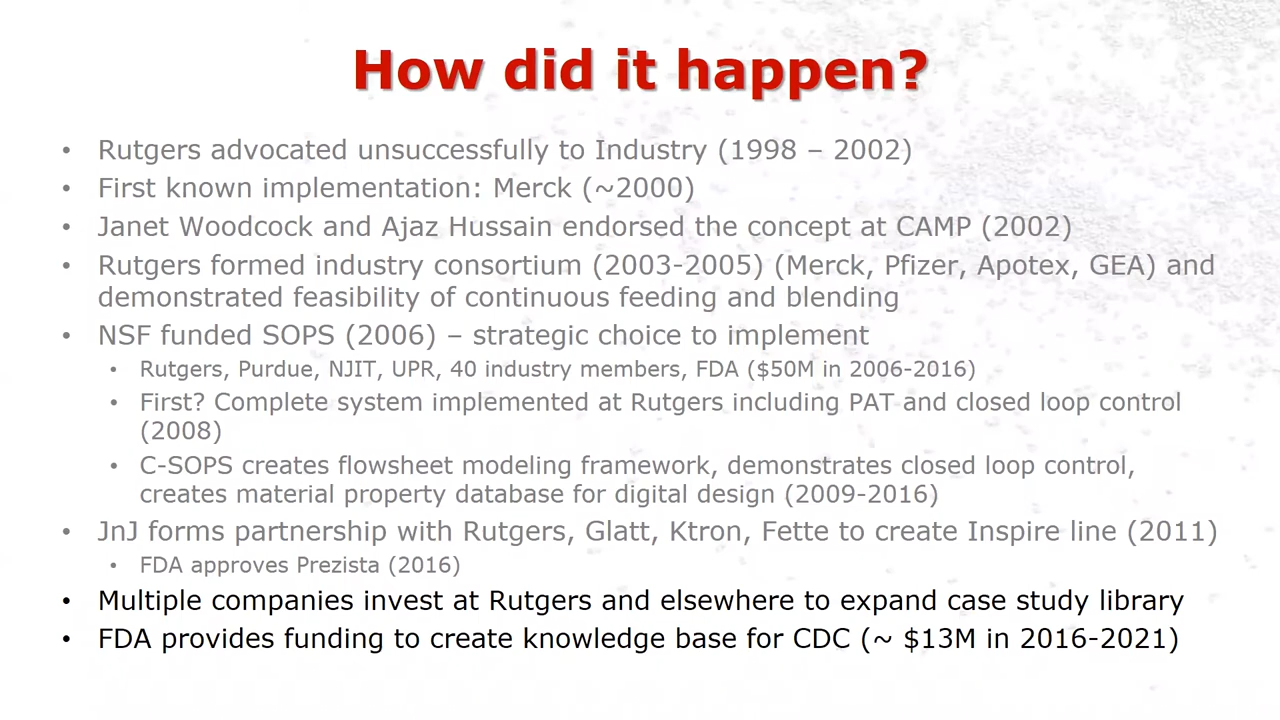 How did it happen?
• Rutgers advocated unsuccessfully to Industry (1998 – 2002)
• First known implementation: Merck (~2000)
• Janet Woodcock and Ajaz Hussain endorsed the concept at CAMP (2002)
• Rutgers formed industry consortium (2003-2005) (Merck, Pfizer, Apotex, GEA) and
demonstrated feasibility of continuous feeding and blending
• NSF funded SOPS (2006) – strategic choice to implement
• Rutgers, Purdue, NJIT, UPR, 40 industry members, FDA ($50M in 2006-2016)
• First? Complete system implemented at Rutgers including PAT and closed loop control
(2008)
• C-SOPS creates flowsheet modeling framework, demonstrates closed loop control,
creates material property database for digital design (2009-2016)
• JnJ forms partnership with Rutgers, Glatt, Ktron, Fette to create Inspire line (2011)
• FDA approves Prezista (2016)
• Multiple companies invest at Rutgers and elsewhere to expand case study library
• FDA provides funding to create knowledge base for CDC (~ $13M in 2016-2021)